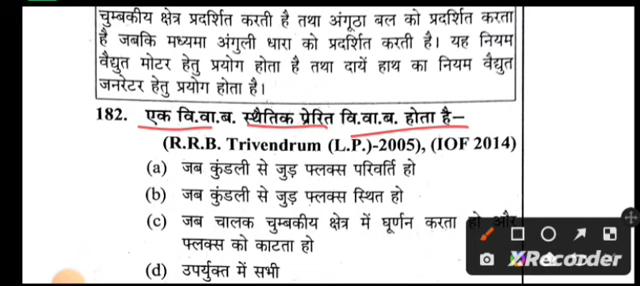 चुम्बकीय क्षेत्र प्रदर्शित करती है तथा अंगूठा बल को प्रदर्शित करता
है जबकि मध्यमा अंगुली धारा को प्रदर्शित करती है। यह नियम
वैद्युत मोटर हेतु प्रयोग होता है तथा दायें हाथ का नियम वैद्युत
जनरेटर हेतु प्रयोग होता है।
182. एक वि.वा.ब. स्थैतिक प्रेरित वि.वा.ब. होता है–
(R.R.B. Trivendrum (L.P.)-2005), (IOF 2014)
(a) जब कुंडली से जुड़ फ्लक्स परिवर्ति हो
(b) जब कुंडली से जुड़ फ्लक्स स्थित हो
(c) जब चालक चुम्बकीय क्षेत्र में घूर्णन करता हो और
फ्लक्स को काटता हो
(d) उपर्युक्त में सभी
XRecorder